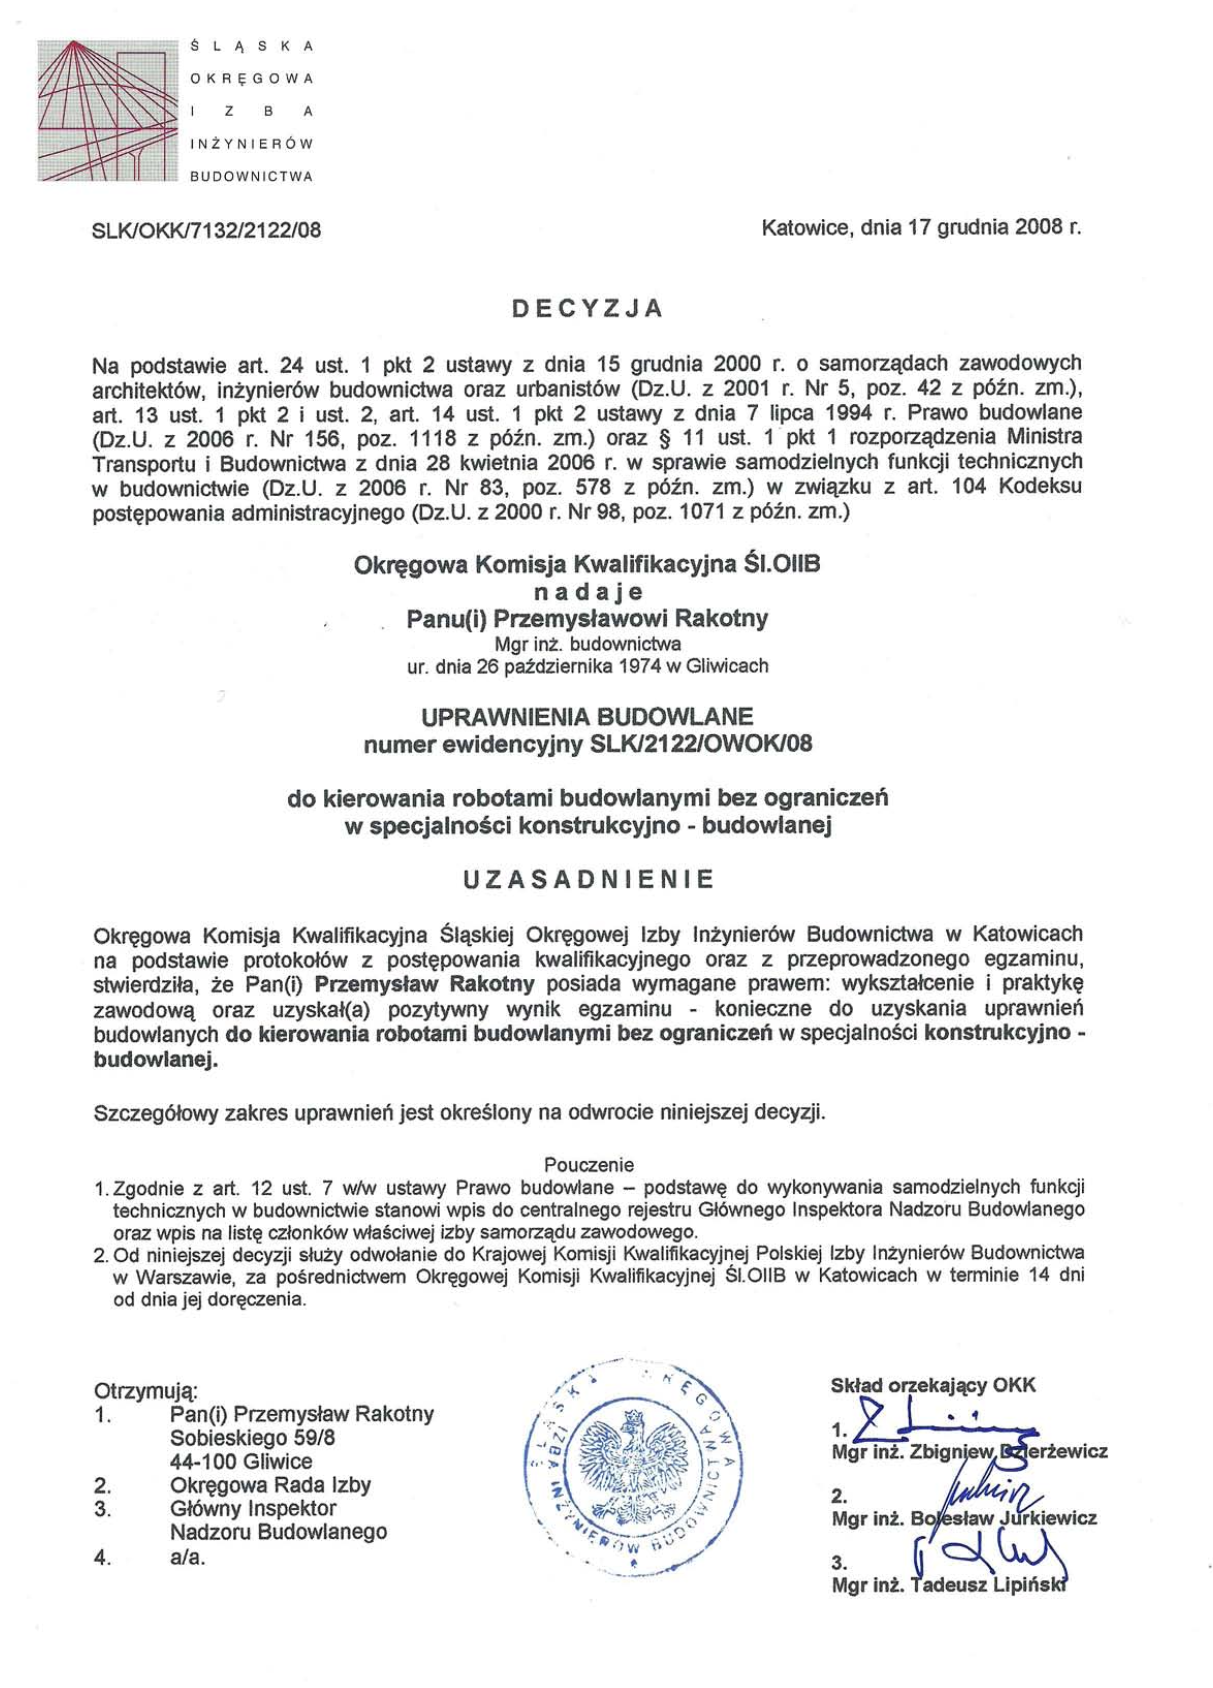 ŚLĄSKA
OKRĘGOWA
IZBA
INŻYNIERÓW
BUDOWNICTWA
SLK/OKK/7132/2122/08
Katowice, dnia 17 grudnia 2008 r.
DECYZJA
Na podstawie art. 24 ust. 1 pkt 2 ustawy z dnia 15 grudnia 2000 r. o samorządach zawodowych
architektów, inżynierów budownictwa oraz urbanistów (Dz.U. z 2001 r. Nr 5, poz. 42 z późn. zm.),
art. 13 ust. 1 pkt 2 i ust. 2, art. 14 ust. 1 pkt 2 ustawy z dnia 7 lipca 1994 r. Prawo budowlane
(Dz.U. z 2006 r. Nr 156, poz. 1118 z późn. zm.) oraz § 11 ust. 1 pkt 1 rozporządzenia Ministra
Transportu i Budownictwa z dnia 28 kwietnia 2006 r. w sprawie samodzielnych funkcji technicznych
w budownictwie (Dz.U. z 2006 r. Nr 83, poz. 578 z późn. zm.) w związku z art. 104 Kodeksu
postępowania administracyjnego (Dz.U. z 2000 r. Nr 98, poz. 1071 z późn. zm.)
Okręgowa Komisja Kwalifikacyjna Śl.OIIB
nadaje
Panu(i) Przemysławowi Rakotny
Mgr inż. budownictwa
ur. dnia 26 października 1974 w Gliwicach
UPRAWNIENIA BUDOWLANE
numer ewidencyjny SLK/2122/OWOK/08
do kierowania robotami budowlanymi bez ograniczeń
w specjalności konstrukcyjno - budowlanej
UZASADNIENIE
Okręgowa Komisja Kwalifikacyjna Śląskiej Okręgowej Izby Inżynierów Budownictwa w Katowicach
na podstawie protokołów z postępowania kwalifikacyjnego oraz z przeprowadzonego egzaminu,
stwierdziła, że Pan(i) Przemysław Rakotny posiada wymagane prawem: wykształcenie i praktykę
zawodową oraz uzyskał(a) pozytywny wynik egzaminu - konieczne do uzyskania uprawnień
budowlanych do kierowania robotami budowlanymi bez ograniczeń w specjalności konstrukcyjno -
budowlanej.
Szczegółowy zakres uprawnień jest określony na odwrocie niniejszej decyzji.
Pouczenie
1. Zgodnie z art. 12 ust. 7 w/w ustawy Prawo budowlane – podstawę do wykonywania samodzielnych funkcji
technicznych w budownictwie stanowi wpis do centralnego rejestru Głównego Inspektora Nadzoru Budowlanego
oraz wpis na listę członków właściwej izby samorządu zawodowego.
2. Od niniejszej decyzji służy odwołanie do Krajowej Komisji Kwalifikacyjnej Polskiej Izby Inżynierów Budownictwa
w Warszawie, za pośrednictwem Okręgowej Komisji Kwalifikacyjnej Śl.OIIB w Katowicach w terminie 14 dni
od dnia jej doręczenia.
Otrzymują:
1. Pan(i) Przemysław Rakotny
Sobieskiego 59/8
44-100 Gliwice
2. Okręgowa Rada Izby
3. Główny Inspektor
Nadzoru Budowlanego
4. a/a.
ŚLĄSKA OKRĘGOWA
IZBA INŻYNIERÓW BUDOWNICTWA
Skład orzekający OKK
1.
Mgr inż. Zbigniew Dzierżewicz
2.
Mgr inż. Bolesław Jurkiewicz
3.
Mgr inż. Tadeusz Lipiński